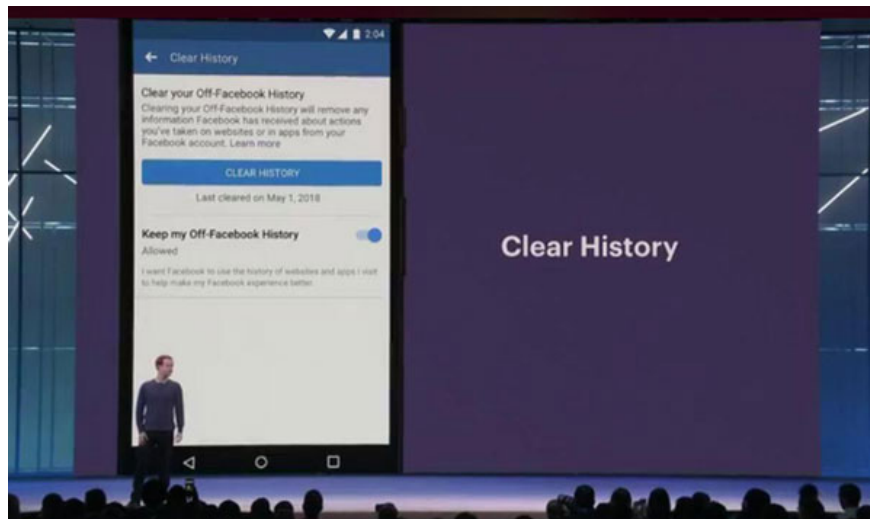 2:04
Clear History
Clear your Off-Facebook History
Clearing your Off-Facebook History will remove any
information Facebook has received about actions
you've taken on websites or in apps from your
Facebook account. Learn more
CLEAR HISTORY
Last cleared on May 1, 2018
Keep my Off-Facebook History
Allowed
I want Facebook to use the history of websites and apps I visit
to help make my Facebook experience better.
Clear History